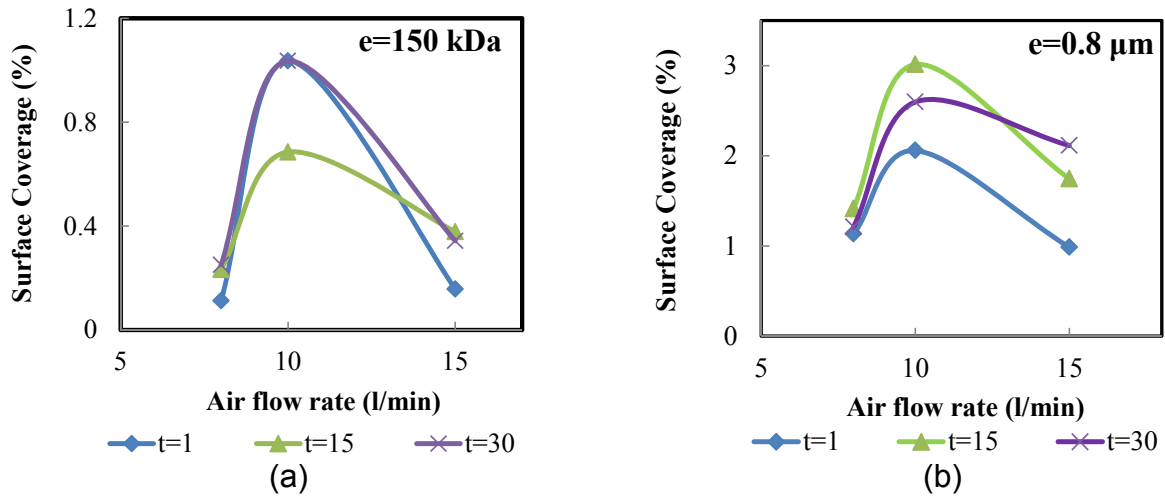 1.2
0.8
0.4
0
Surface Coverage (%)
e=150 kDa
5 10 15
Air flow rate (l/min)
t=1 t=15 t=30
(a)
3
2
1
0
Surface Coverage (%)
e=0.8 μm
5 10 15
Air flow rate (l/min)
t=1 t=15 t=30
(b)